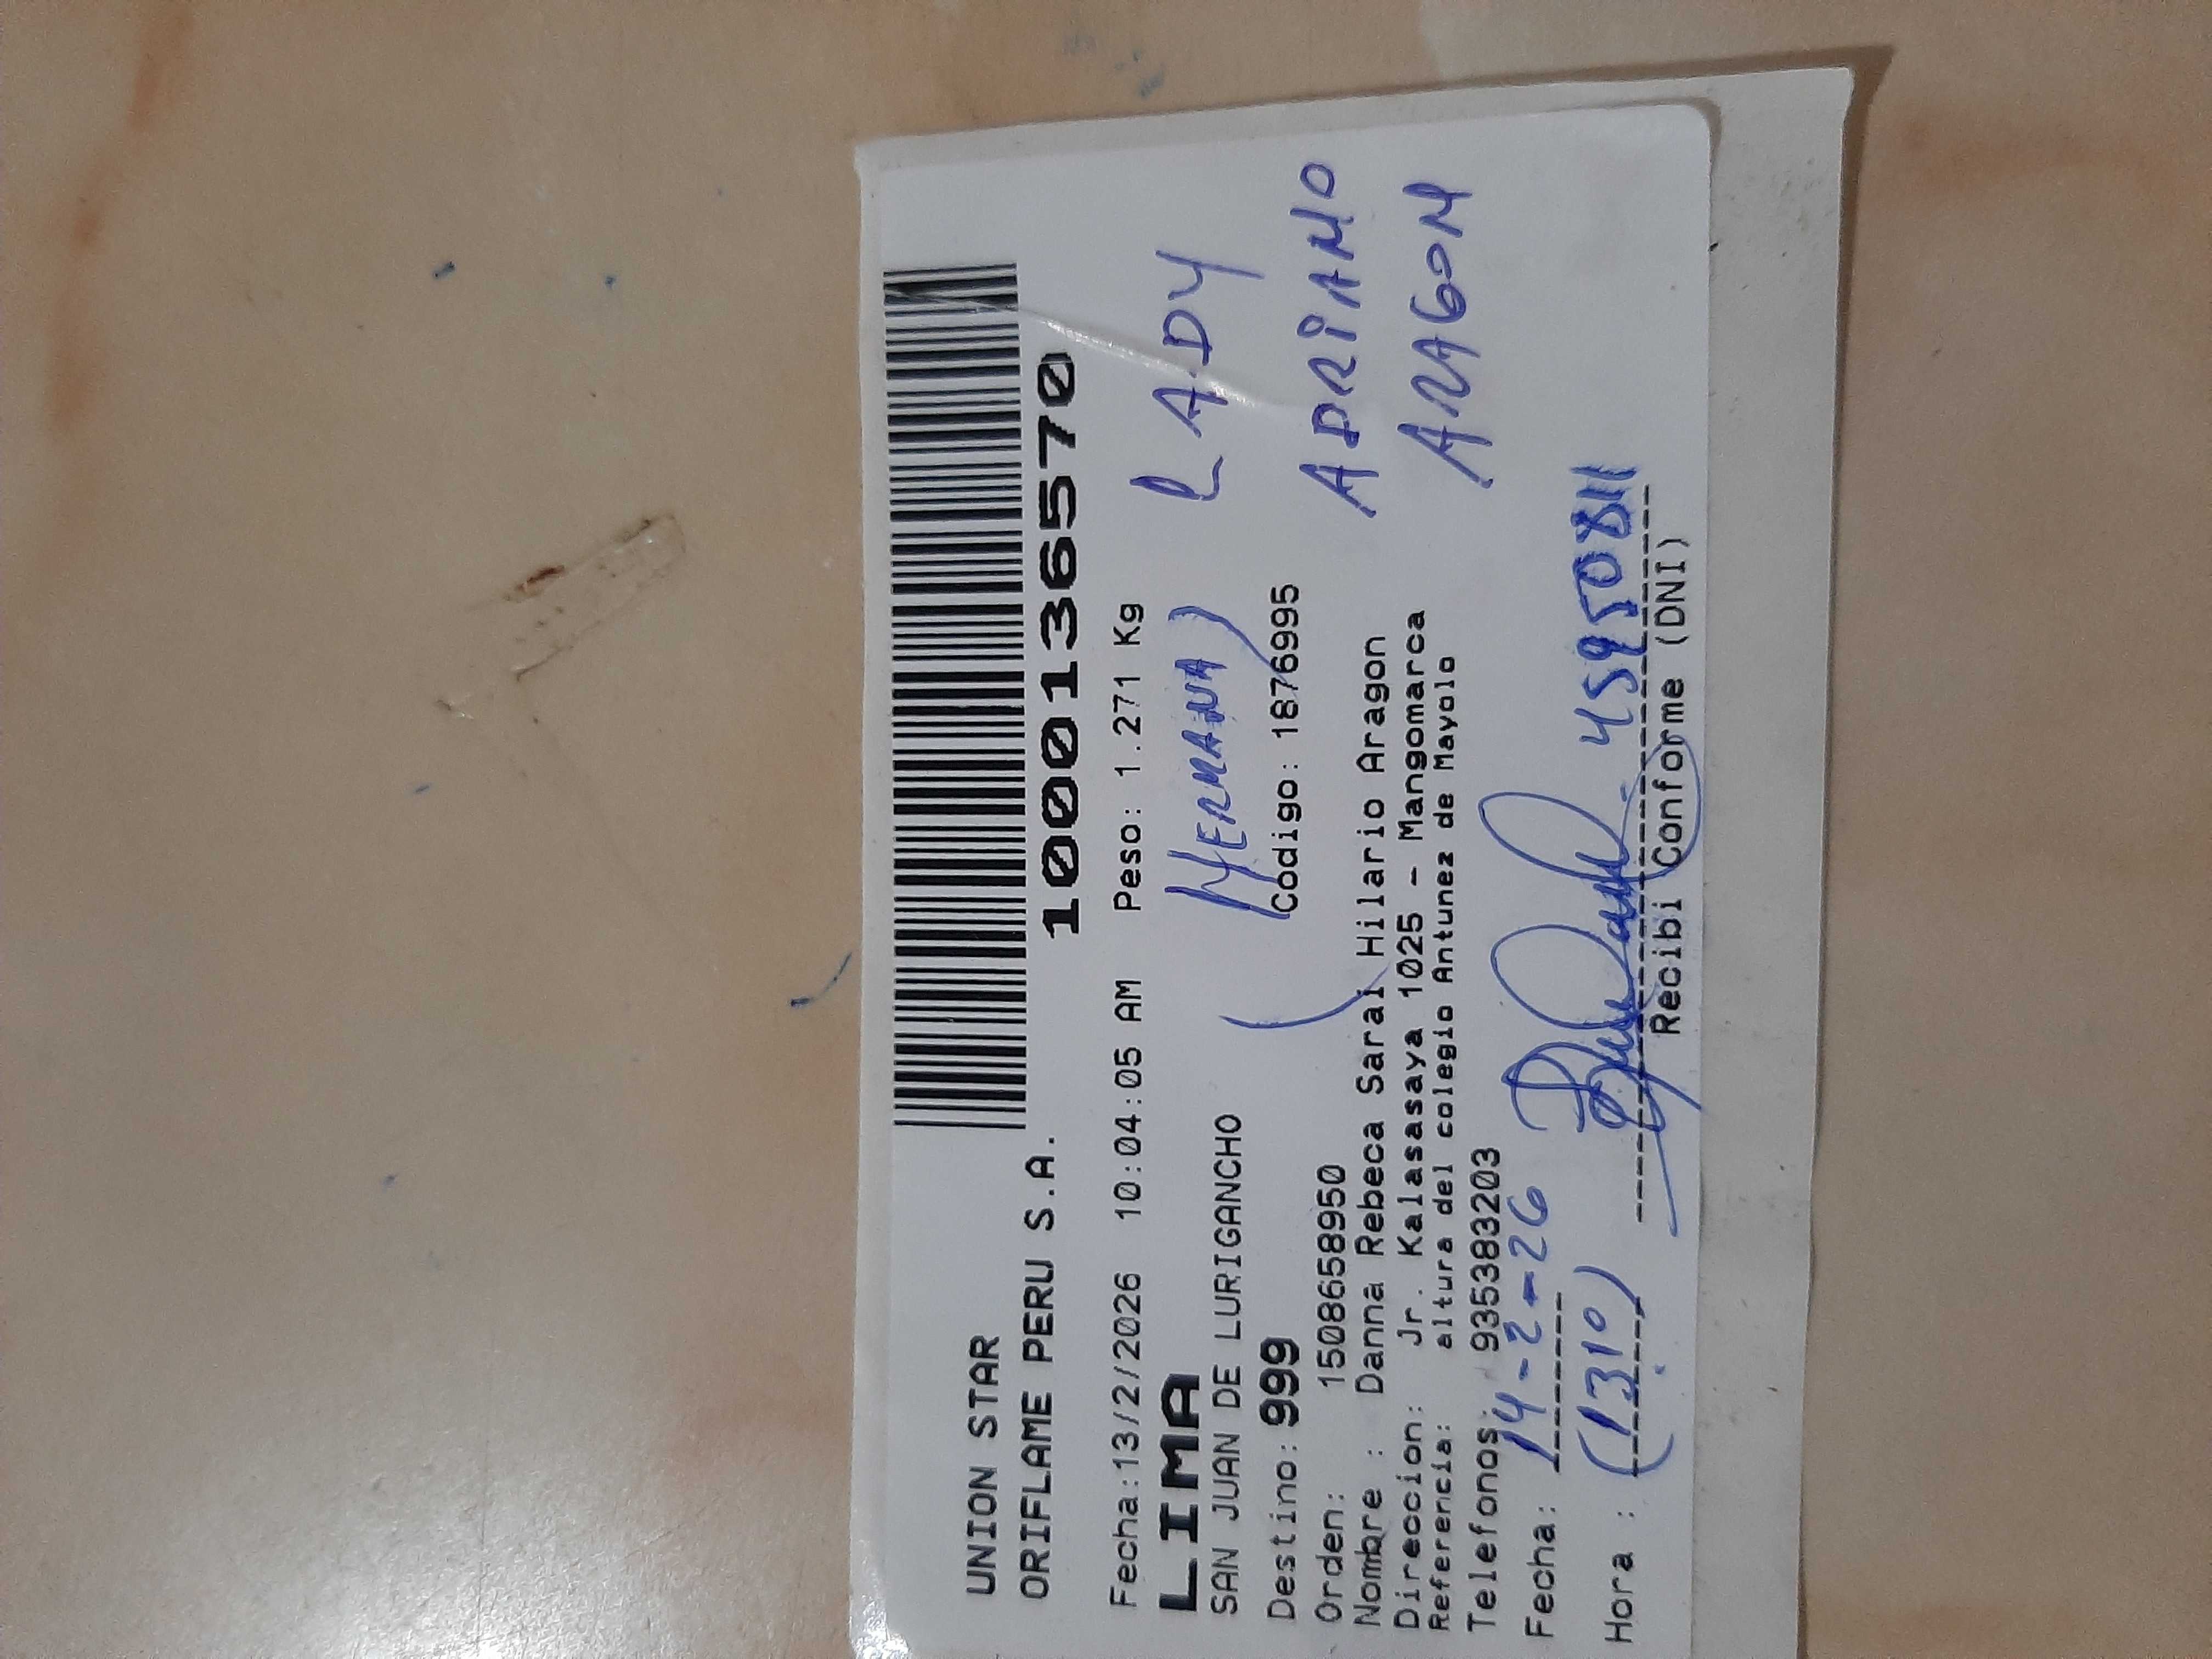 UNION STAR
ORIFLAME PERU S.A.
1000136570
Fecha:13/2/2026 10:04:05 AM Peso: 1.271 Kg
LIMA
SAN JUAN DE LURIGANCHO
(HERMANA) LADY
Destino: 999 Codigo: 1876995
ADRIANO
ARAGON
Orden: 1508658950
Nombre : Danna Rebeca Sarai Hilario Aragon
Direccion: Jr. Kalasasaya 1025 - Mangomarca
Referencia: altura del colegio Antunez de Mayolo
Telefonos: 935383203
Fecha: 14-2-26
45950811
Hora : (1310)
Recibi Conforme (DNI)